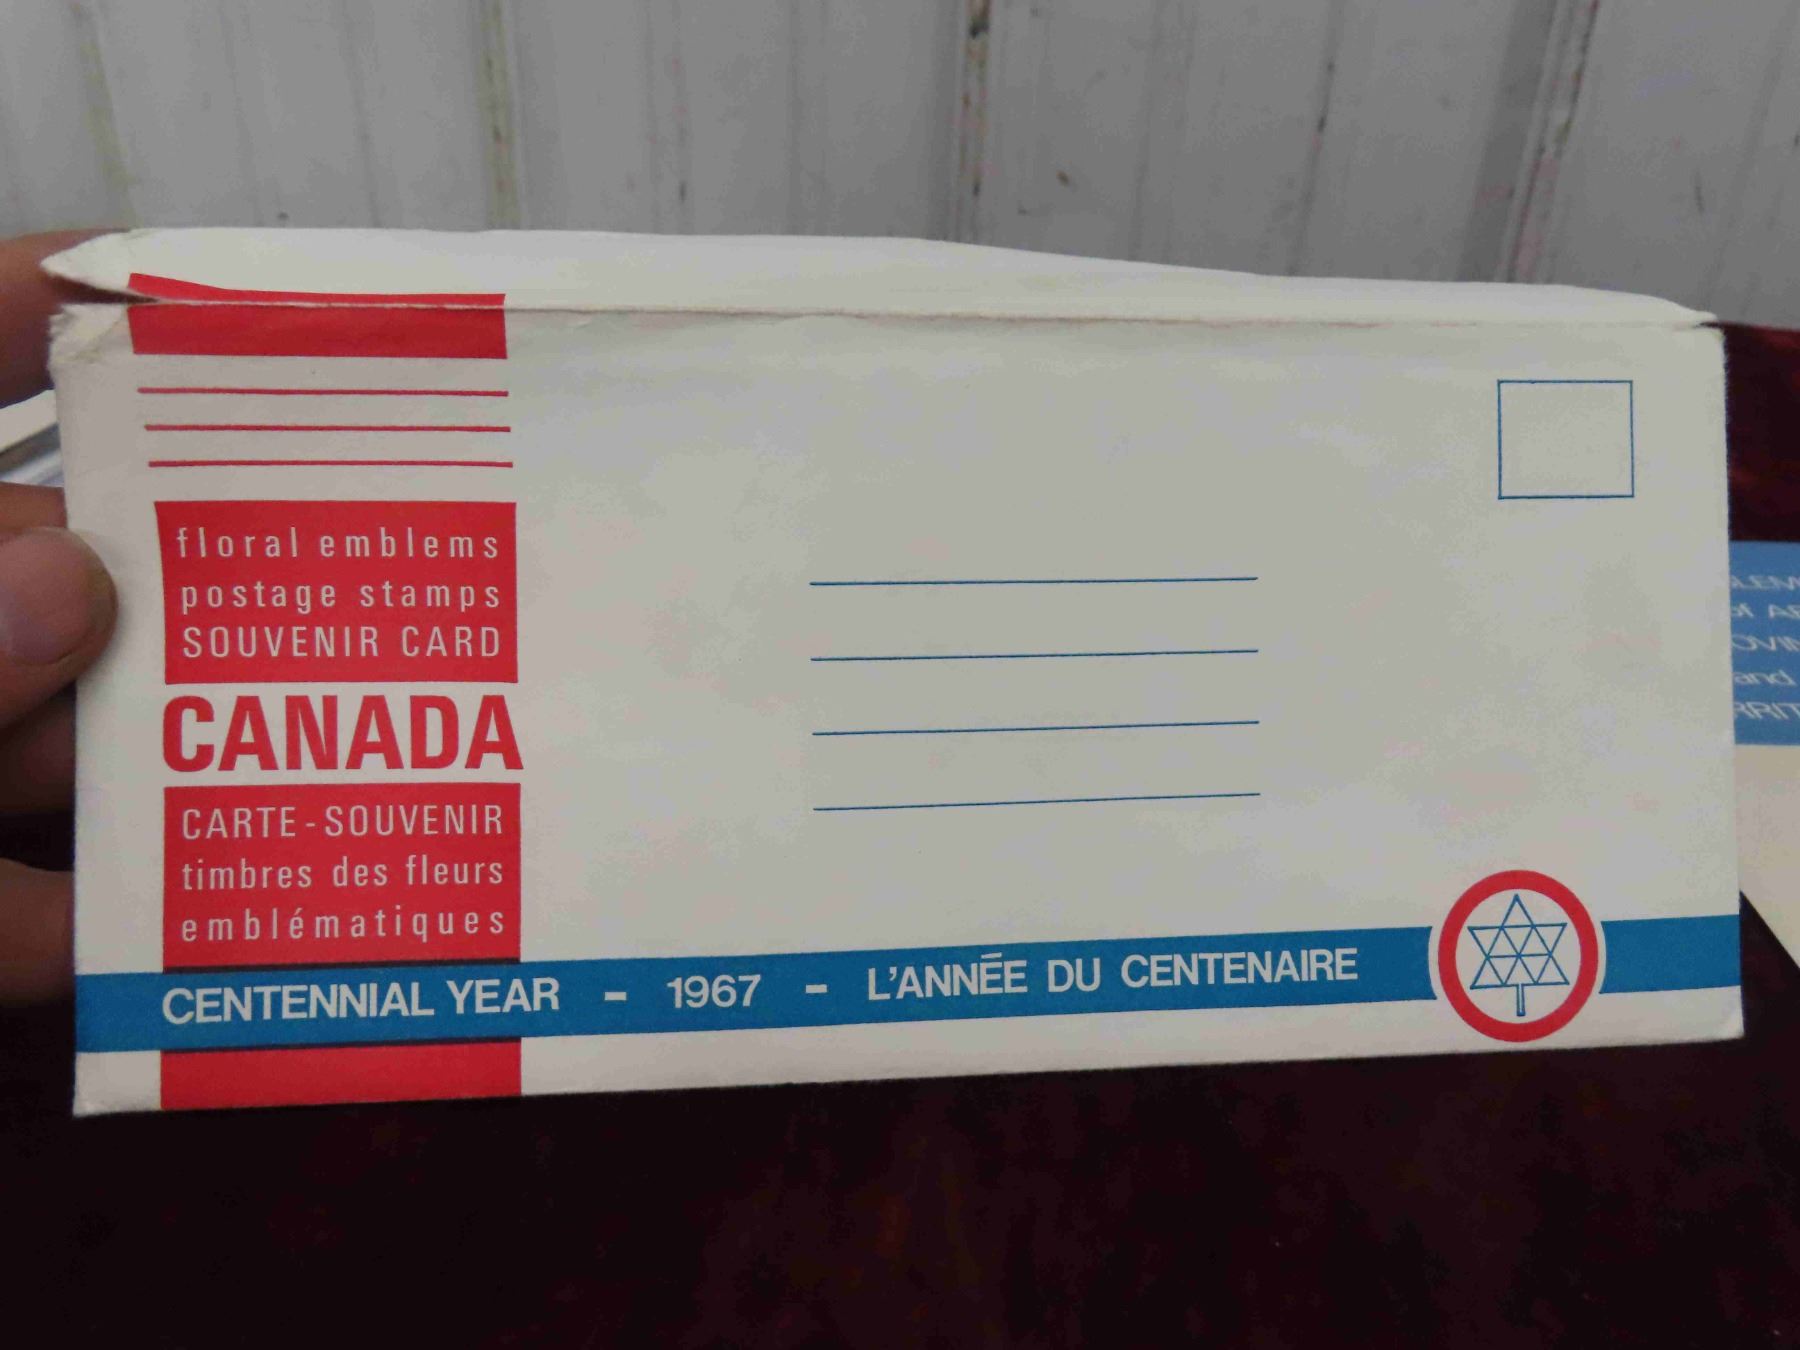 floral emblems
postage stamps
SOUVENIR CARD
CANADA
CARTE-SOUVENIR
timbres des fleurs
emblématiques
CENTENNIAL YEAR - 1967 - L'ANNÉE DU CENTENAIRE
and